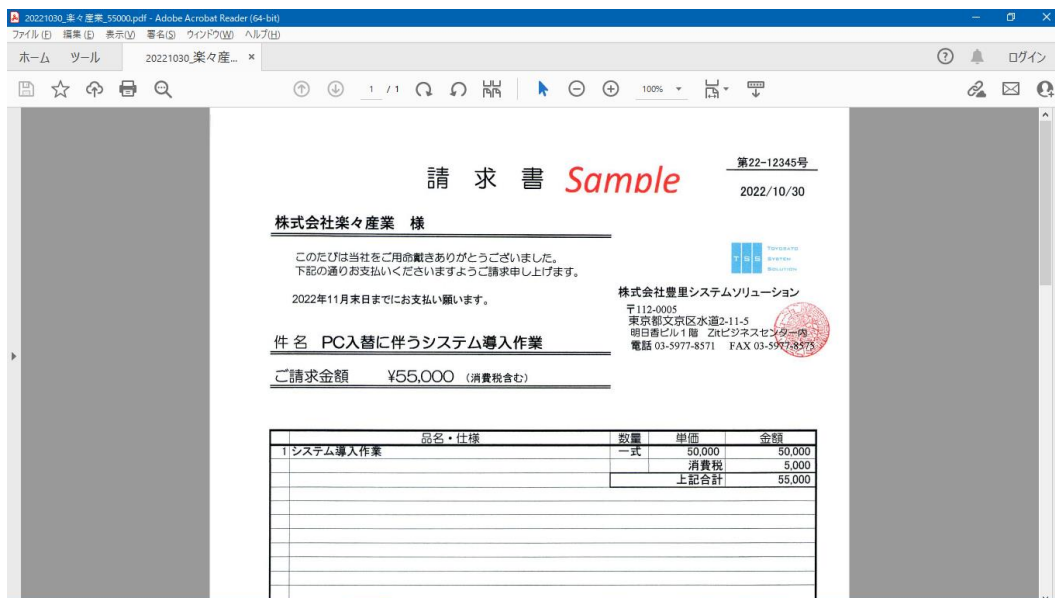 20221030_楽々産業_55000.pdf - Adobe Acrobat Reader (64-bit)
ファイル(F) 編集(E) 表示(V) 署名(S) ウィンドウ(W) ヘルプ(H)
ホーム ツール 20221030_楽々産... × ログイン
1 / 1 100%
第22-12345号
請 求 書 Sample
2022/10/30
株式会社楽々産業 様
このたびは当社をご用命戴きありがとうございました。
下記の通りお支払いくださいますようご請求申し上げます。
TSS TOYOSATO SYSTEM SOLUTION
2022年11月末日までにお支払い願います。
株式会社豊里システムソリューション
〒112-0005
東京都文京区水道2-11-5
明日香ビル1階 Zitビジネスセンター内
電話 03-5977-8571 FAX 03-5977-8575
件 名 PC入替に伴うシステム導入作業
ご請求金額 ¥55,000 (消費税含む)
品名・仕様 数量 単価 金額
1 システム導入作業 一式 50,000 50,000
消費税 5,000
上記合計 55,000